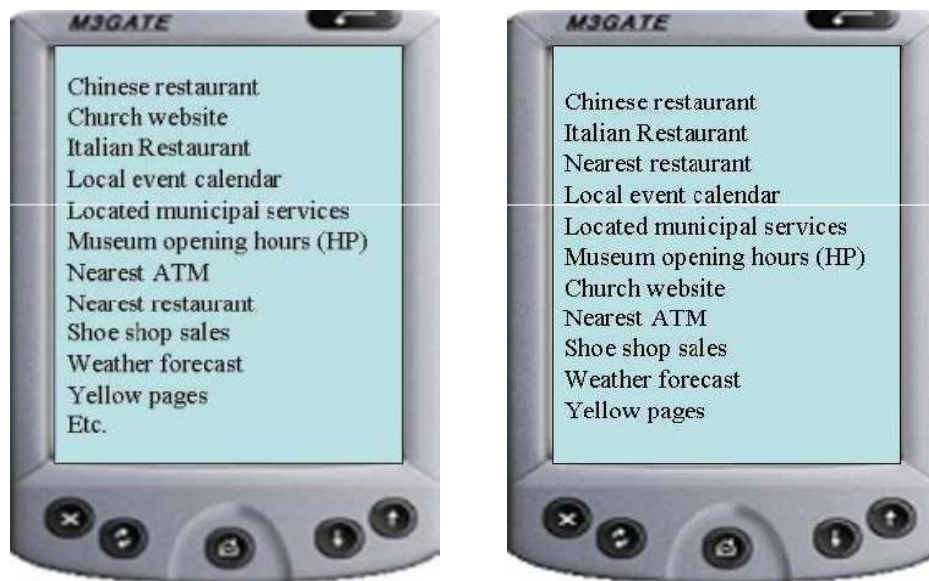 M3GATE
Chinese restaurant
Church website
Italian Restaurant
Local event calendar
Located municipal services
Museum opening hours (HP)
Nearest ATM
Nearest restaurant
Shoe shop sales
Weather forecast
Yellow pages
Etc.
M3GATE
Chinese restaurant
Italian Restaurant
Nearest restaurant
Local event calendar
Located municipal services
Museum opening hours (HP)
Church website
Nearest ATM
Shoe shop sales
Weather forecast
Yellow pages